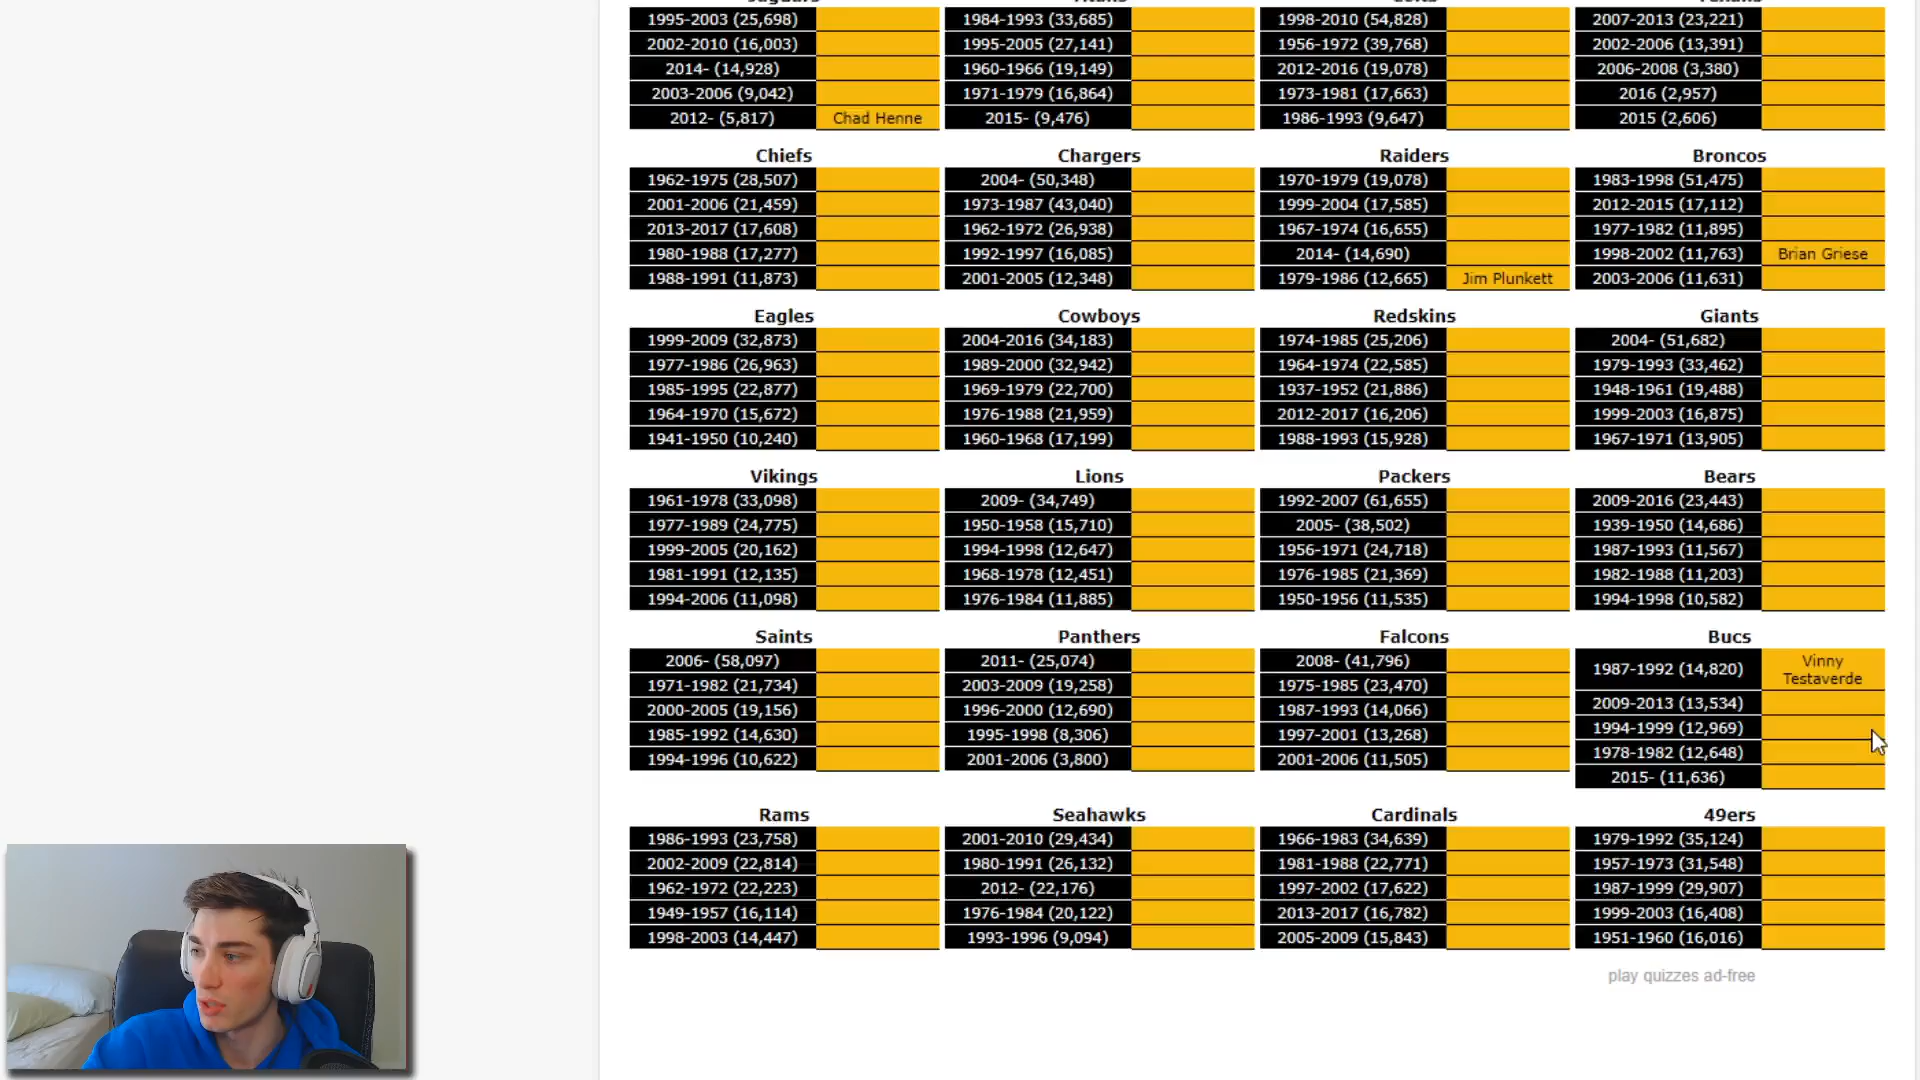 1995-2003 (25,698) 1984-1993 (33,685) 1998-2010 (54,828) 2007-2013 (23,221)
2002-2010 (16,003) 1995-2005 (27,141) 1956-1972 (39,768) 2002-2006 (13,391)
2014- (14,928) 1960-1966 (19,149) 2012-2016 (19,078) 2006-2008 (3,380)
2003-2006 (9,042) 1971-1979 (16,864) 1973-1981 (17,663) 2016 (2,957)
2012- (5,817) Chad Henne 2015- (9,476) 1986-1993 (9,647) 2015 (2,606)
Chiefs Chargers Raiders Broncos
1962-1975 (28,507) 2004- (50,348) 1970-1979 (19,078) 1983-1998 (51,475)
2001-2006 (21,459) 1973-1987 (43,040) 1999-2004 (17,585) 2012-2015 (17,112)
2013-2017 (17,608) 1962-1972 (26,938) 1967-1974 (16,655) 1977-1982 (11,895)
1980-1988 (17,277) 1992-1997 (16,085) 2014- (14,690) 1998-2002 (11,763) Brian Griese
1988-1991 (11,873) 2001-2005 (12,348) 1979-1986 (12,665) Jim Plunkett 2003-2006 (11,631)
Eagles Cowboys Redskins Giants
1999-2009 (32,873) 2004-2016 (34,183) 1974-1985 (25,206) 2004- (51,682)
1977-1986 (26,963) 1989-2000 (32,942) 1964-1974 (22,585) 1979-1993 (33,462)
1985-1995 (22,877) 1969-1979 (22,700) 1937-1952 (21,886) 1948-1961 (19,488)
1964-1970 (15,672) 1976-1988 (21,959) 2012-2017 (16,206) 1999-2003 (16,875)
1941-1950 (10,240) 1960-1968 (17,199) 1988-1993 (15,928) 1967-1971 (13,905)
Vikings Lions Packers Bears
1961-1978 (33,098) 2009- (34,749) 1992-2007 (61,655) 2009-2016 (23,443)
1977-1989 (24,775) 1950-1958 (15,710) 2005- (38,502) 1939-1950 (14,686)
1999-2005 (20,162) 1994-1998 (12,647) 1956-1971 (24,718) 1987-1993 (11,567)
1981-1991 (12,135) 1968-1978 (12,451) 1976-1985 (21,369) 1982-1988 (11,203)
1994-2006 (11,098) 1976-1984 (11,885) 1950-1956 (11,535) 1994-1998 (10,582)
Saints Panthers Falcons Bucs
2006- (58,097) 2011- (25,074) 2008- (41,796) 1987-1992 (14,820) Vinny Testaverde
1971-1982 (21,734) 2003-2009 (19,258) 1975-1985 (23,470) 2009-2013 (13,534)
2000-2005 (19,156) 1996-2000 (12,690) 1987-1993 (14,066) 1994-1999 (12,969)
1985-1992 (14,630) 1995-1998 (8,306) 1997-2001 (13,268) 1978-1982 (12,648)
1994-1996 (10,622) 2001-2006 (3,800) 2001-2006 (11,505) 2015- (11,636)
Rams Seahawks Cardinals 49ers
1986-1993 (23,758) 2001-2010 (29,434) 1966-1983 (34,639) 1979-1992 (35,124)
2002-2009 (22,814) 1980-1991 (26,132) 1981-1988 (22,771) 1957-1973 (31,548)
1962-1972 (22,223) 2012- (22,176) 1997-2002 (17,622) 1987-1999 (29,907)
1949-1957 (16,114) 1976-1984 (20,122) 2013-2017 (16,782) 1999-2003 (16,408)
1998-2003 (14,447) 1993-1996 (9,094) 2005-2009 (15,843) 1951-1960 (16,016)
play quizzes ad-free